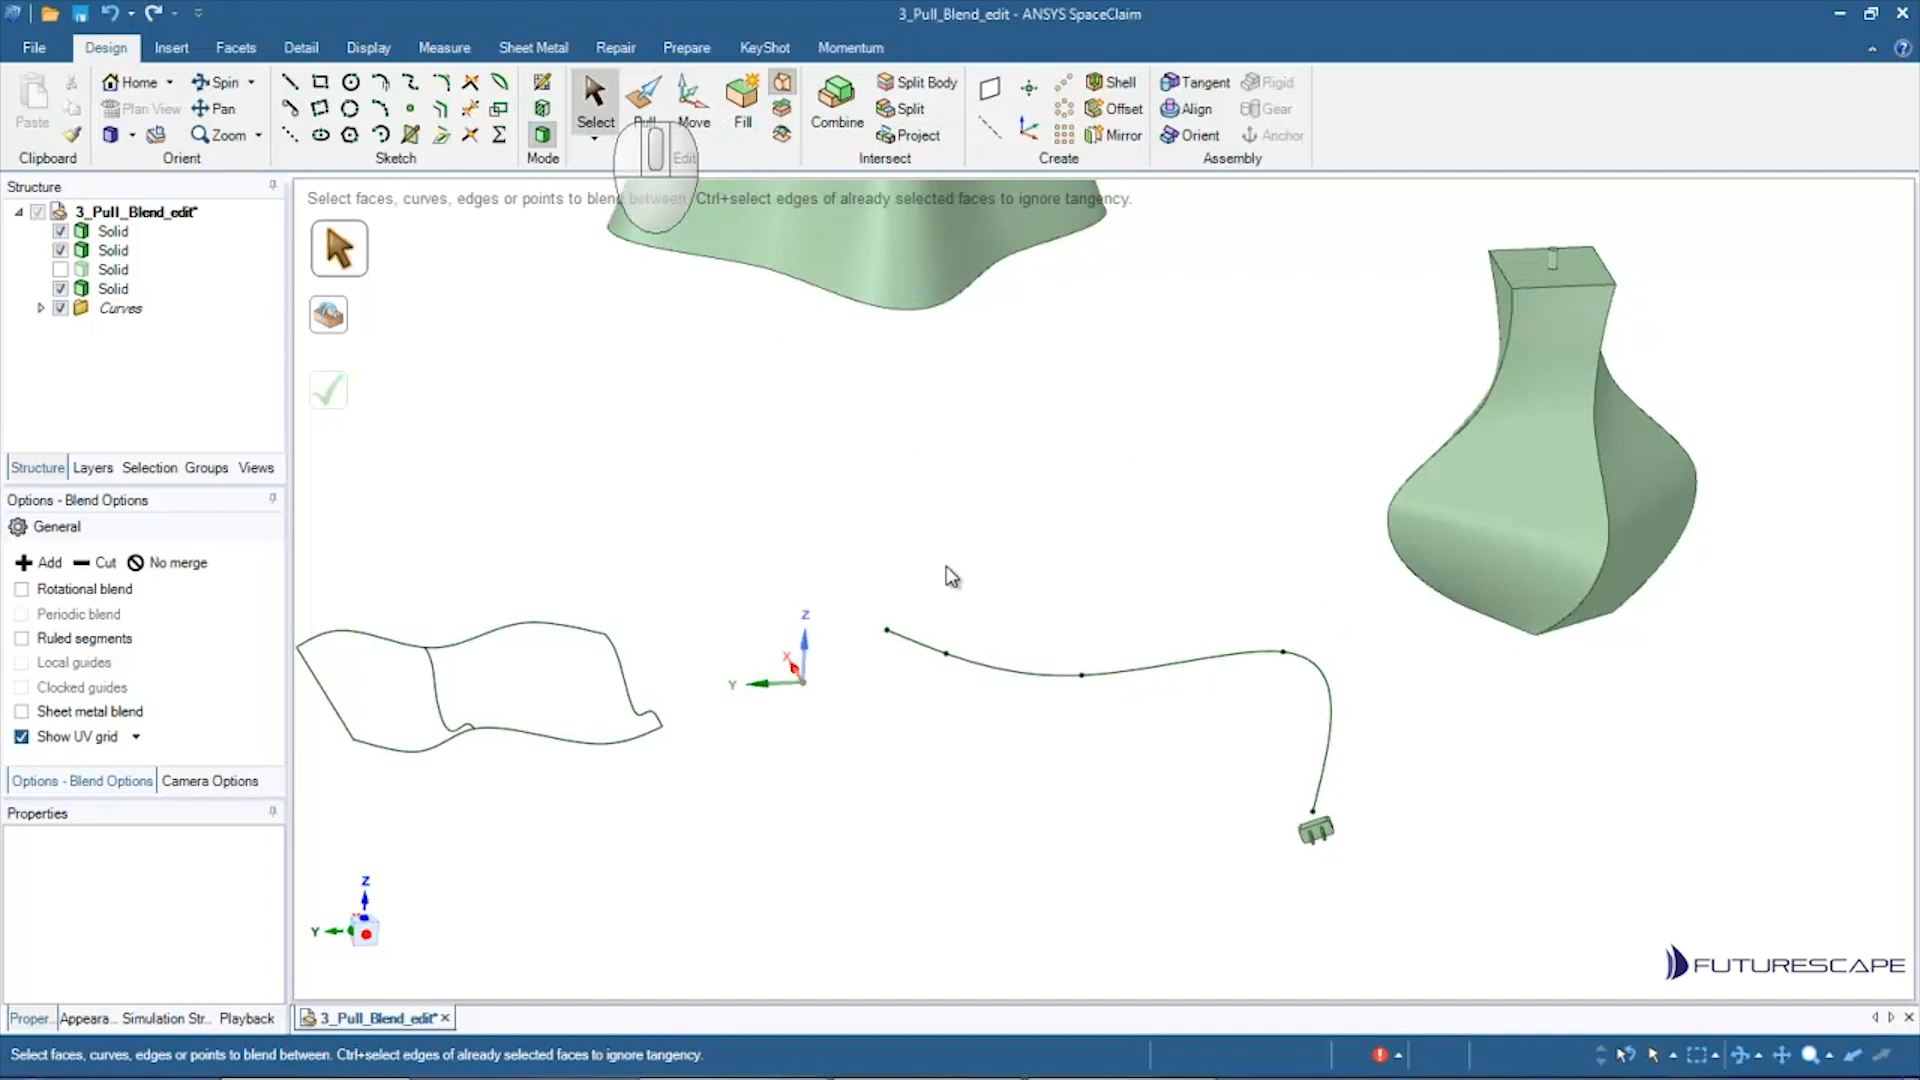 3_Pull_Blend_edit - ANSYS SpaceClaim
File Design Insert Facets Detail Display Measure Sheet Metal Repair Prepare KeyShot Momentum
Paste
Clipboard
Home Spin
Plan View Pan
Zoom
Orient
Sketch
Mode
Select Pull Move Fill
Edit
Combine Split Body
Split
Project
Intersect
Shell
Offset
Mirror
Create
Tangent Rigid
Align Gear
Orient Anchor
Assembly
Structure
3_Pull_Blend_edit*
Solid
Solid
Solid
Solid
Curves
Structure Layers Selection Groups Views
Options - Blend Options
General
Add Cut No merge
Rotational blend
Periodic blend
Ruled segments
Local guides
Clocked guides
Sheet metal blend
Show UV grid
Options - Blend Options Camera Options
Properties
Proper... Appeara... Simulation Str... Playback
Select faces, curves, edges or points to blend between. Ctrl+select edges of already selected faces to ignore tangency.
Z
X
Y
Z
Y
FUTURESCAPE
3_Pull_Blend_edit*
Select faces, curves, edges or points to blend between. Ctrl+select edges of already selected faces to ignore tangency.